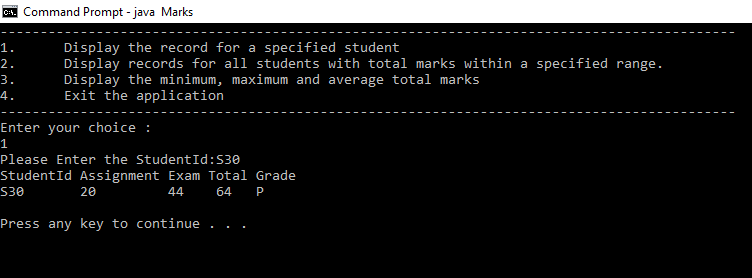 Command Prompt - java  Marks
--------------------------------------------------------------------------------------------
1.      Display the record for a specified student
2.      Display records for all students with total marks within a specified range.
3.      Display the minimum, maximum and average total marks
4.      Exit the application
--------------------------------------------------------------------------------------------
Enter your choice :
1
Please Enter the StudentId:S30
StudentId Assignment Exam Total Grade
S30       20         44    64   P
Press any key to continue . . .